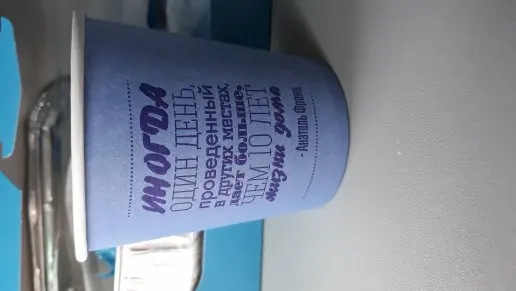 ИНОГДА
ОДИН ДЕНЬ,
проведенный
в других местах,
дает больше,
ЧЕМ 10 ЛЕТ
жизни дома
- Анатоль Франс